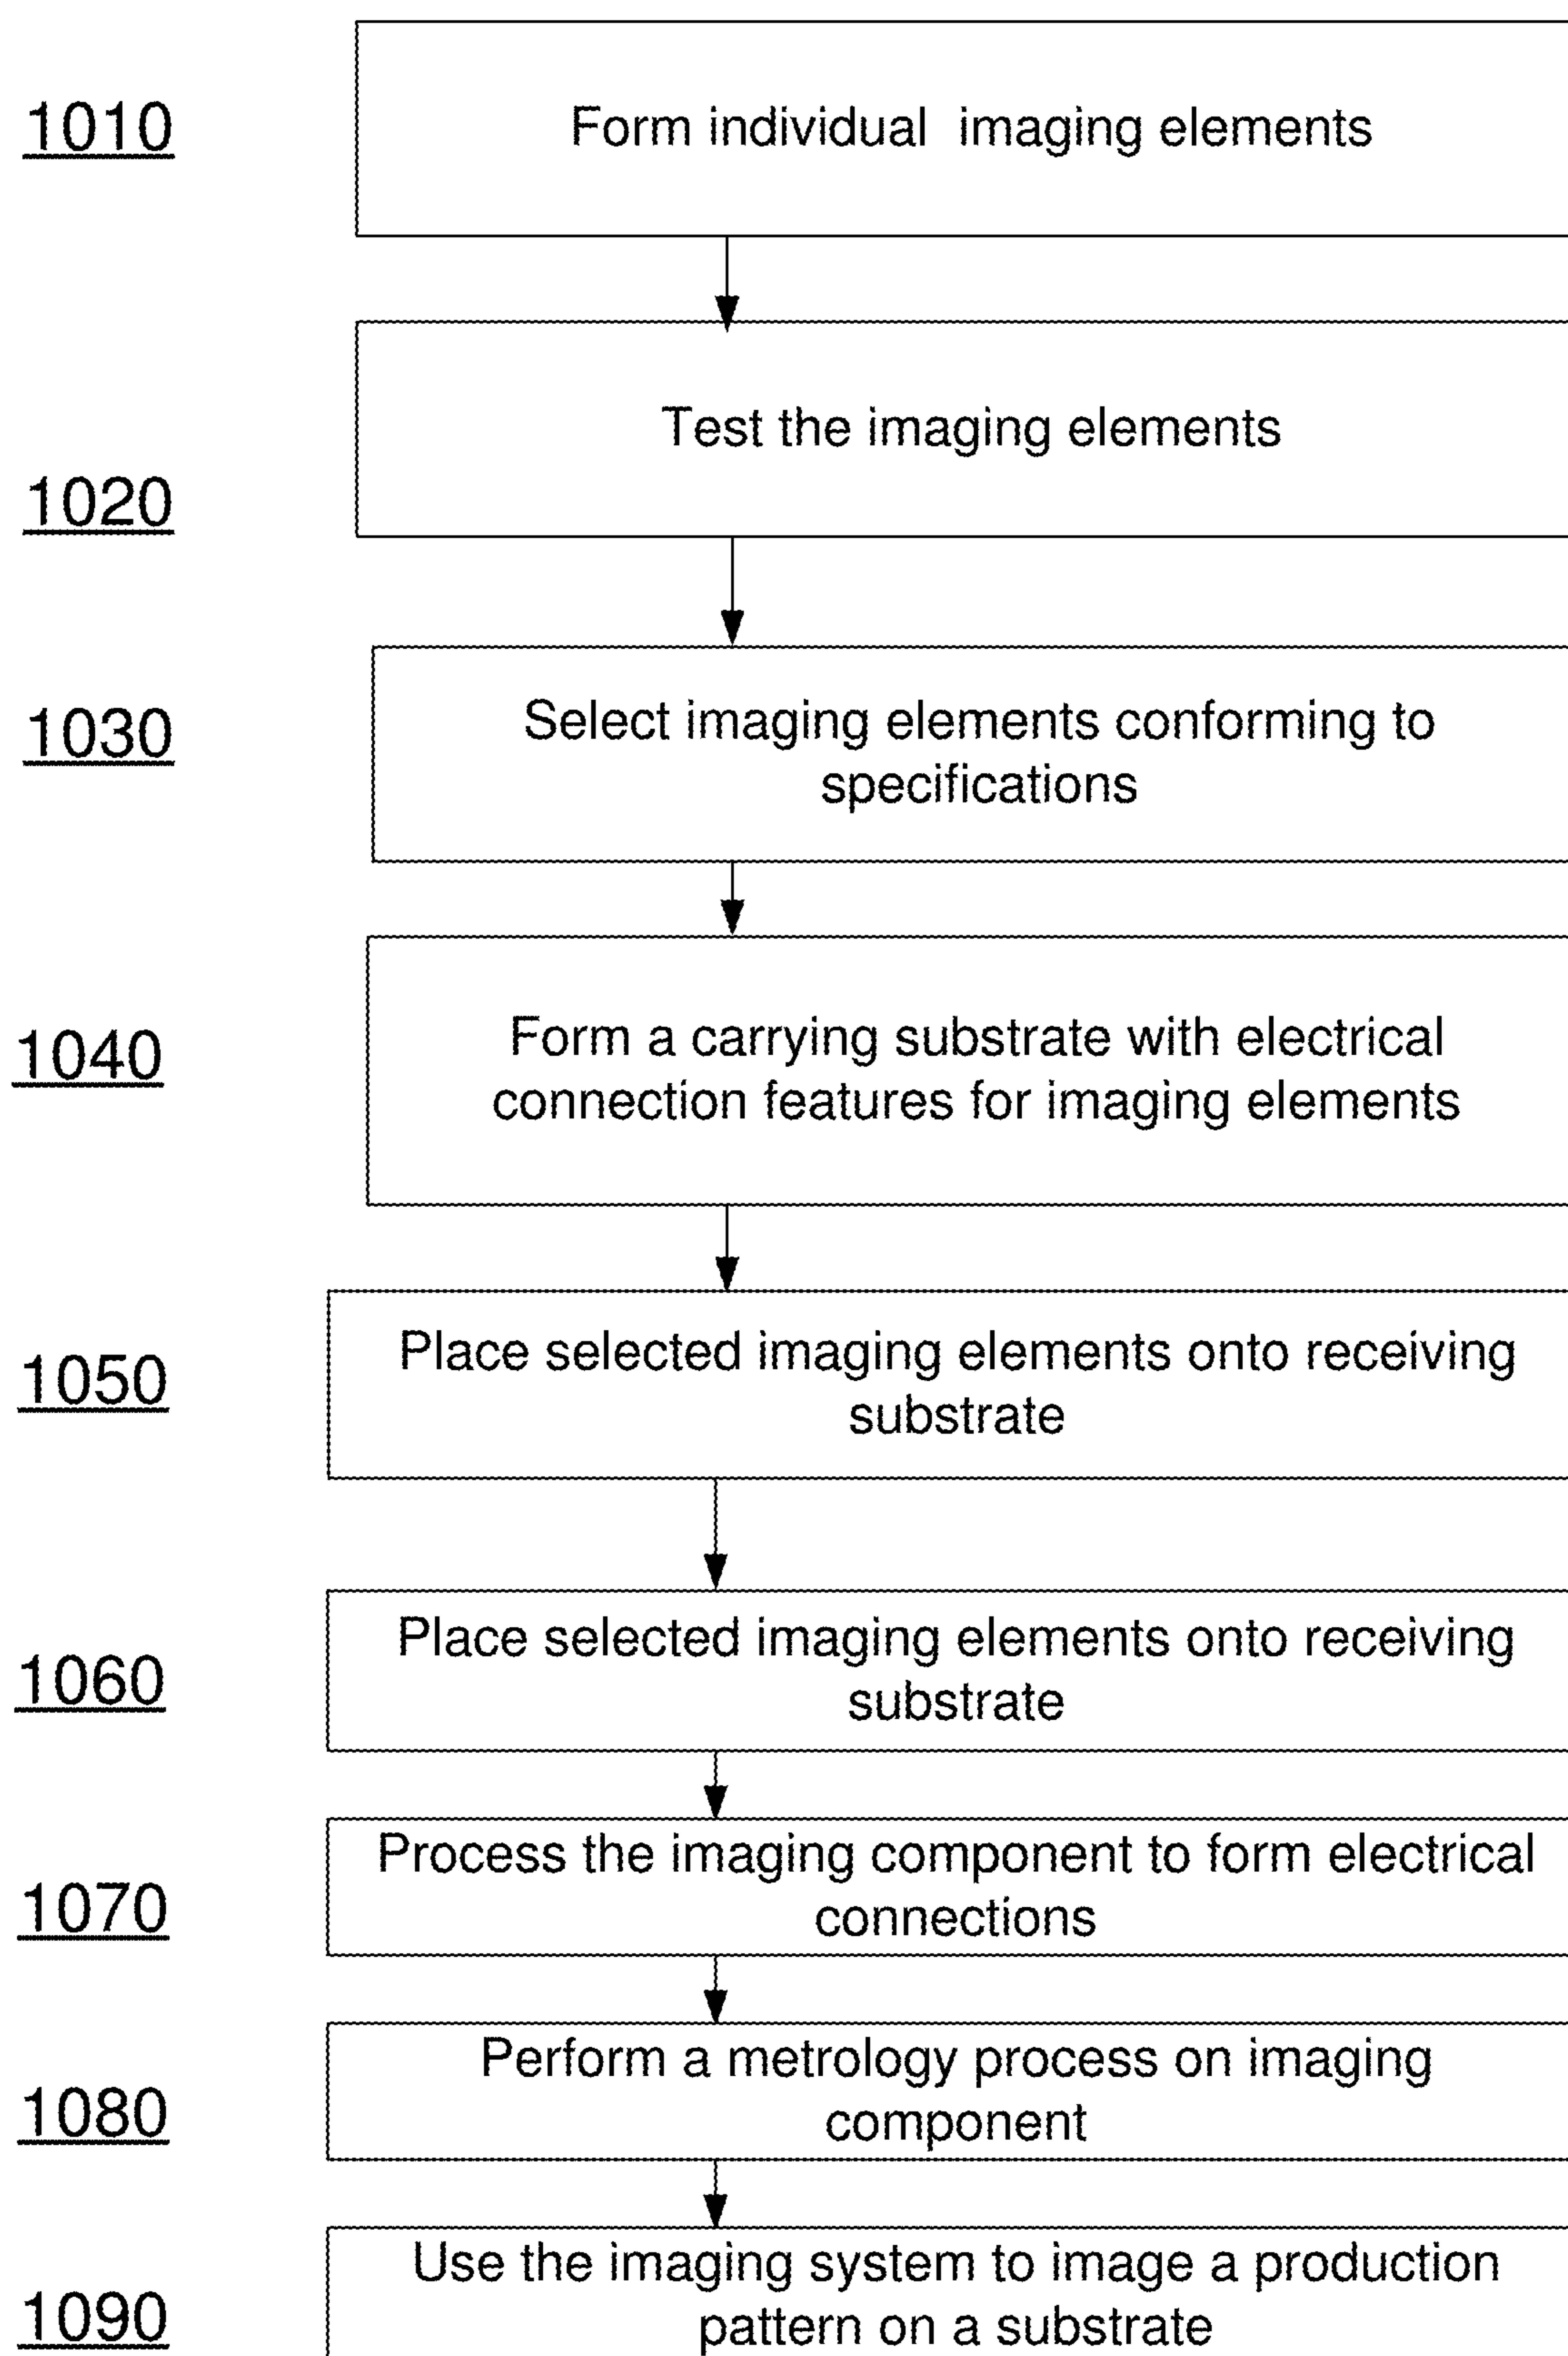 1010
Form individual imaging elements
Test the imaging elements
1020
Select imaging elements conforming to
1030
specifications
Form a carrying substrate with electrical
1040
connection features for imaging elements
Place selected imaging elements onto receiving
1050
substrate
Place selected imaging elements onto receiving
1060
substrate
Process the imaging component to form electrical
1070
connections
Perform a metrology process on imaging
1080
component
Use the imaging system to image a production
1090
pattern on a substrate